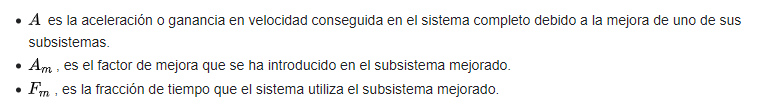 • A es la aceleración o ganancia en velocidad conseguida en el sistema completo debido a la mejora de uno de sus
subsistemas.
• Am , es el factor de mejora que se ha introducido en el subsistema mejorado.
• Fm , es la fracción de tiempo que el sistema utiliza el subsistema mejorado.